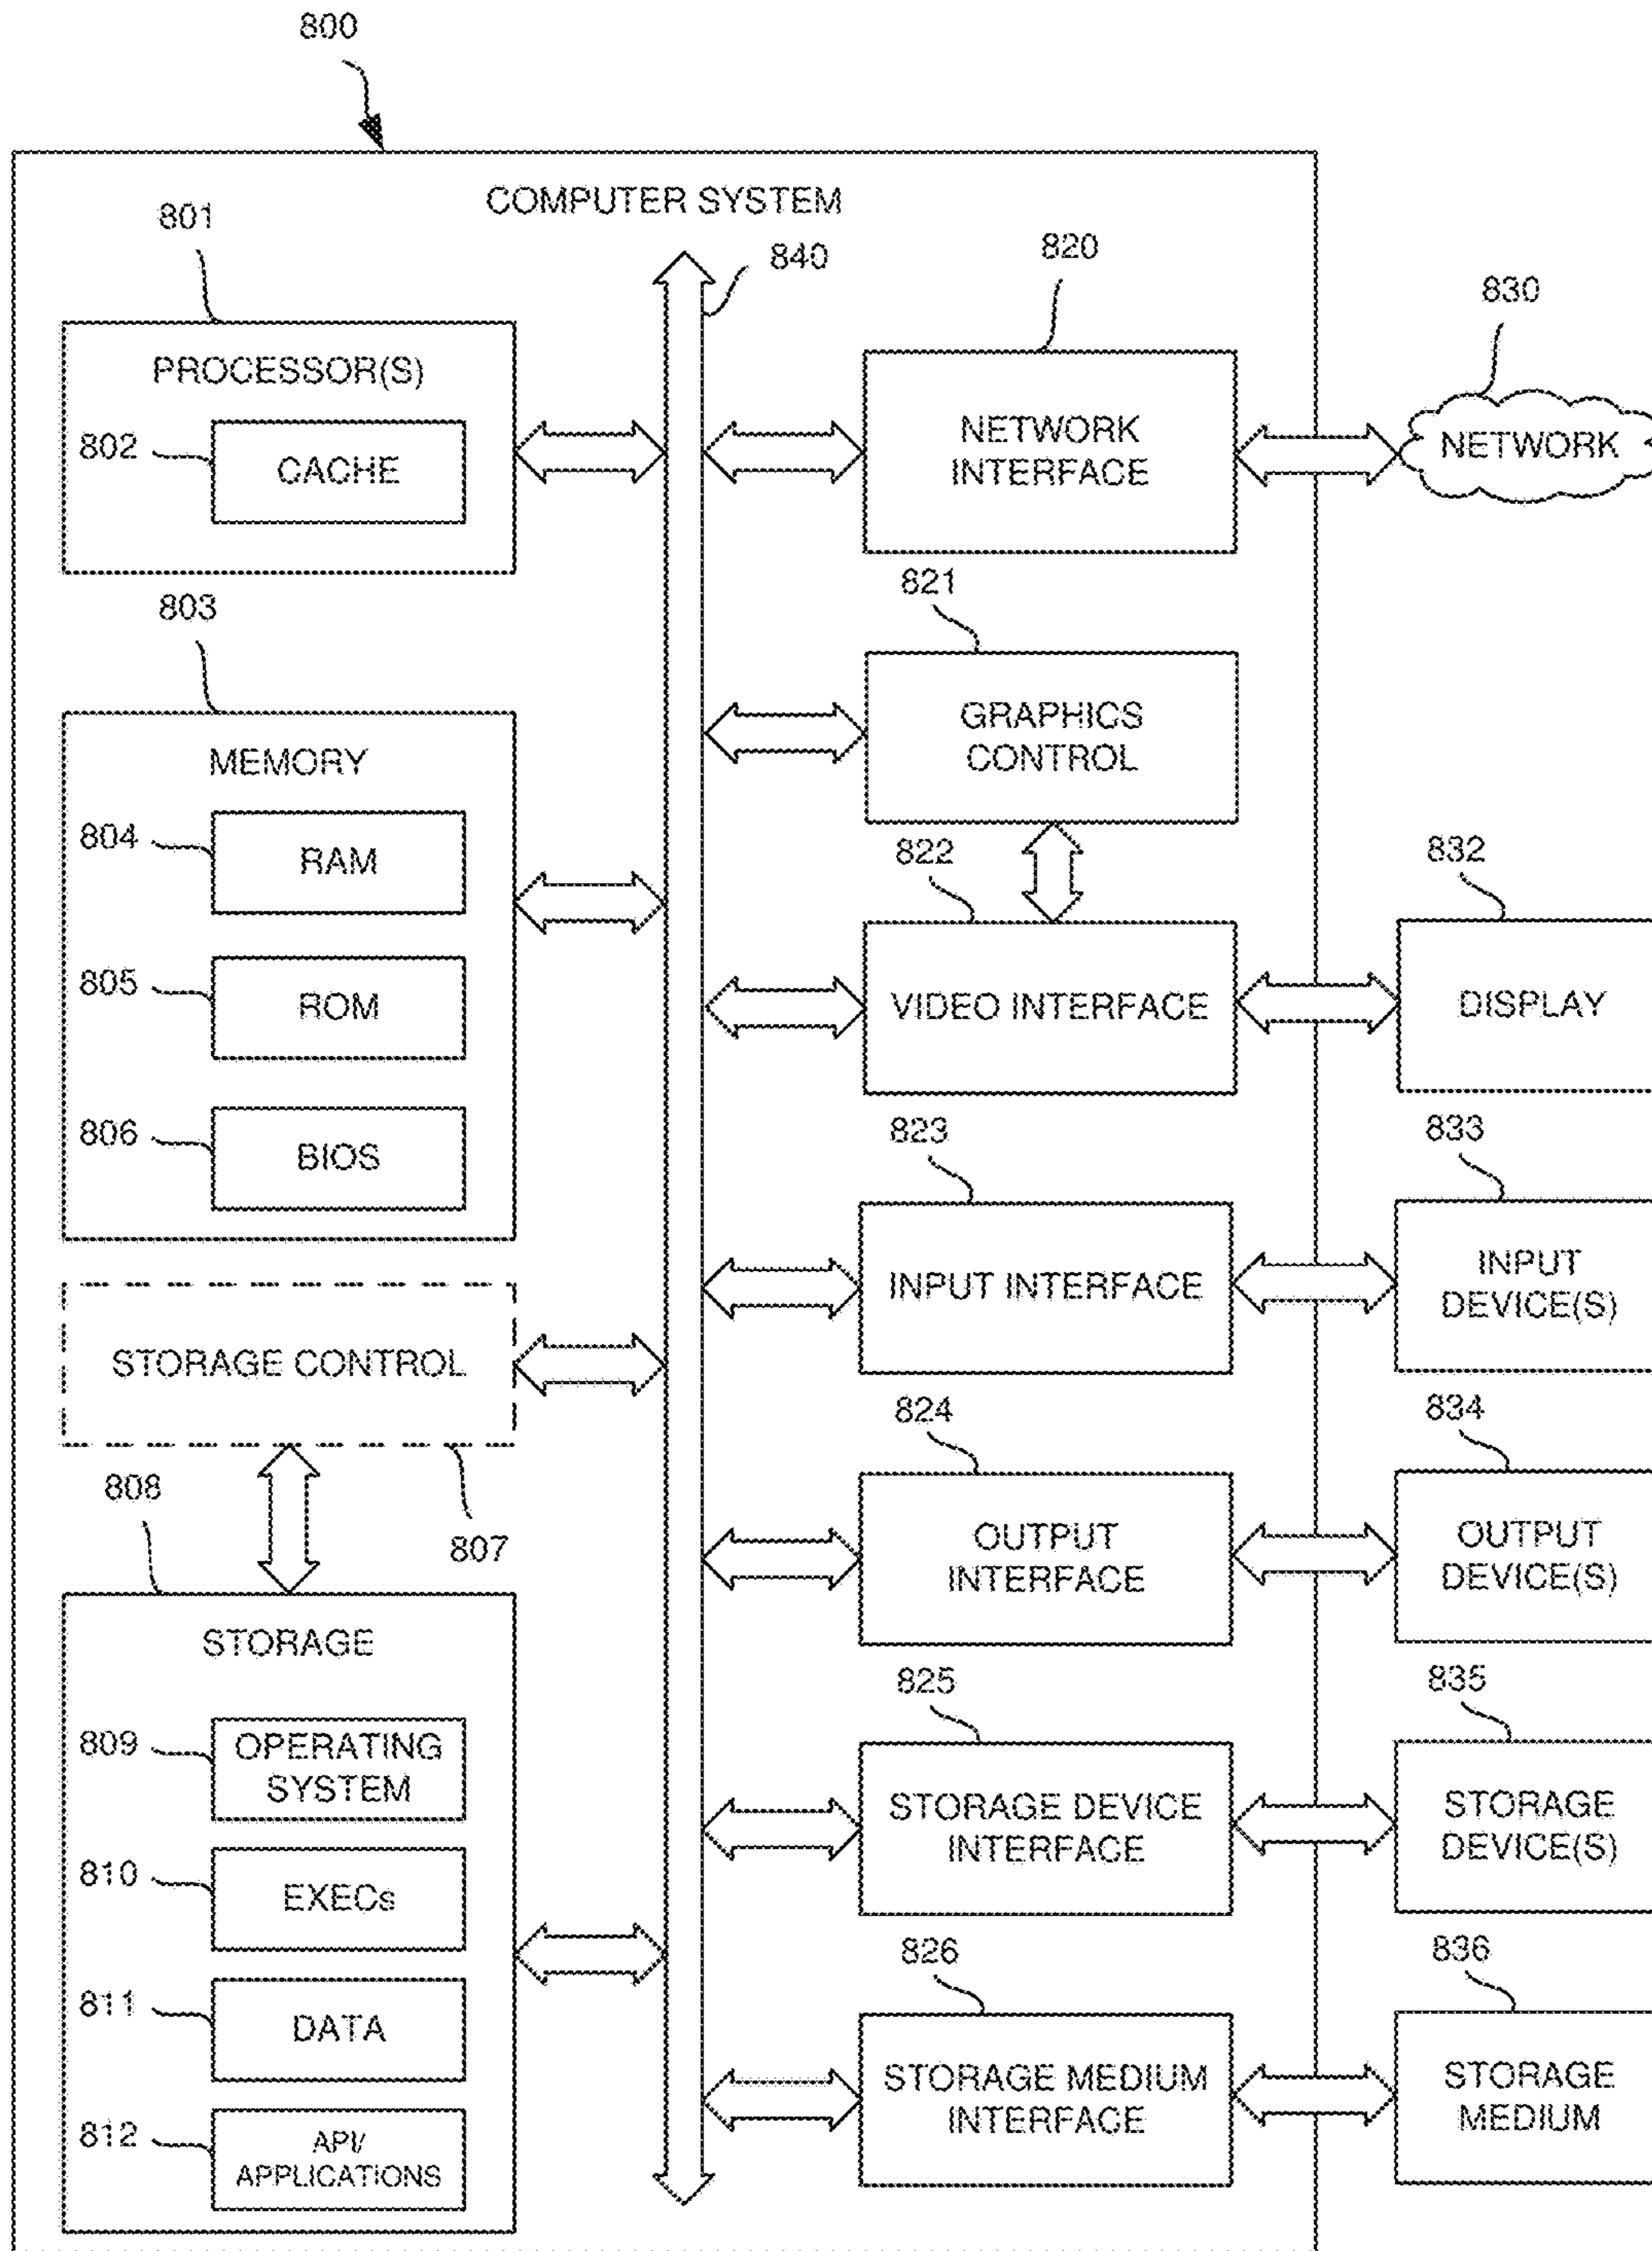 800
COMPUTER SYSTEM
801
840
820
830
PROCESSOR(S)
802
CACHE
NETWORK
INTERFACE
NETWORK
803
821
MEMORY
GRAPHICS
CONTROL
804
RAM
822
832
805
ROM
VIDEO INTERFACE
DISPLAY
806
BIOS
823
833
STORAGE CONTROL
INPUT INTERFACE
INPUT
DEVICE(S)
807
824
834
808
OUTPUT
INTERFACE
OUTPUT
DEVICE(S)
STORAGE
825
835
809
OPERATING
SYSTEM
STORAGE DEVICE
INTERFACE
STORAGE
DEVICE(S)
810
EXECs
826
836
811
DATA
STORAGE MEDIUM
INTERFACE
STORAGE
MEDIUM
812
API/
APPLICATIONS